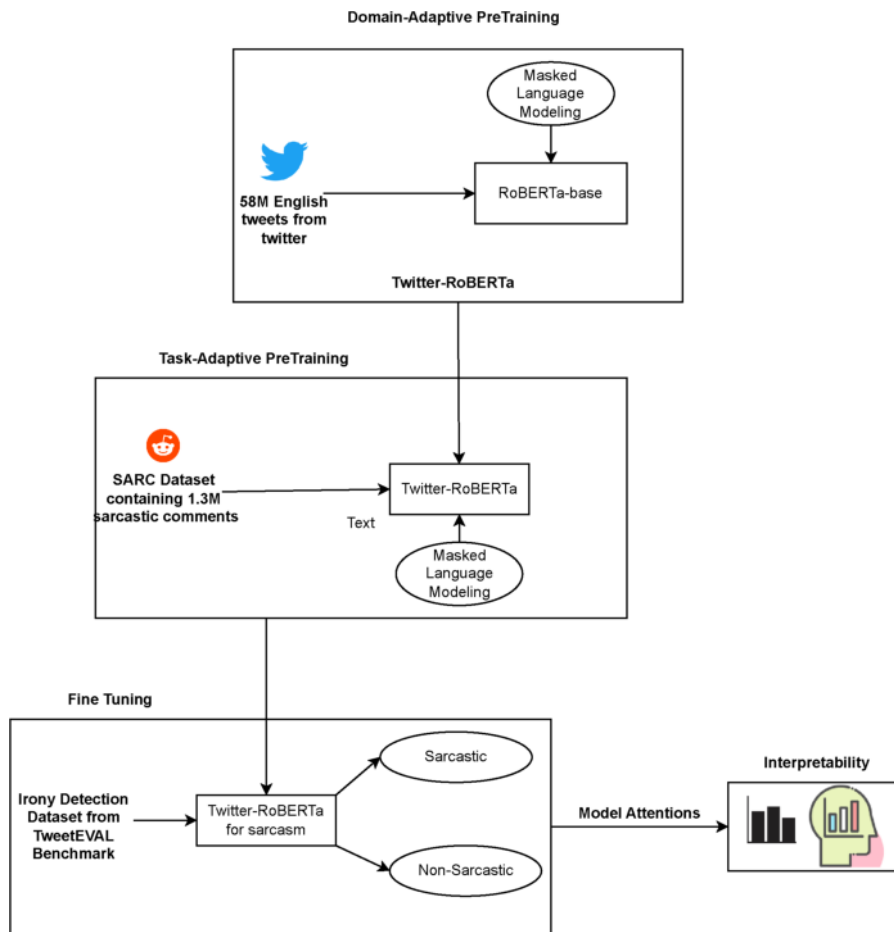 Domain-Adaptive PreTraining
Masked
Language
Modeling
58M English
tweets from
twitter
RoBERTa-base
Twitter-RoBERTa
Task-Adaptive PreTraining
SARC Dataset
containing 1.3M
sarcastic comments
Text
Twitter-RoBERTa
Masked
Language
Modeling
Fine Tuning
Irony Detection
Dataset from
TweetEVAL
Benchmark
Twitter-RoBERTa
for sarcasm
Sarcastic
Non-Sarcastic
Model Attentions
Interpretability